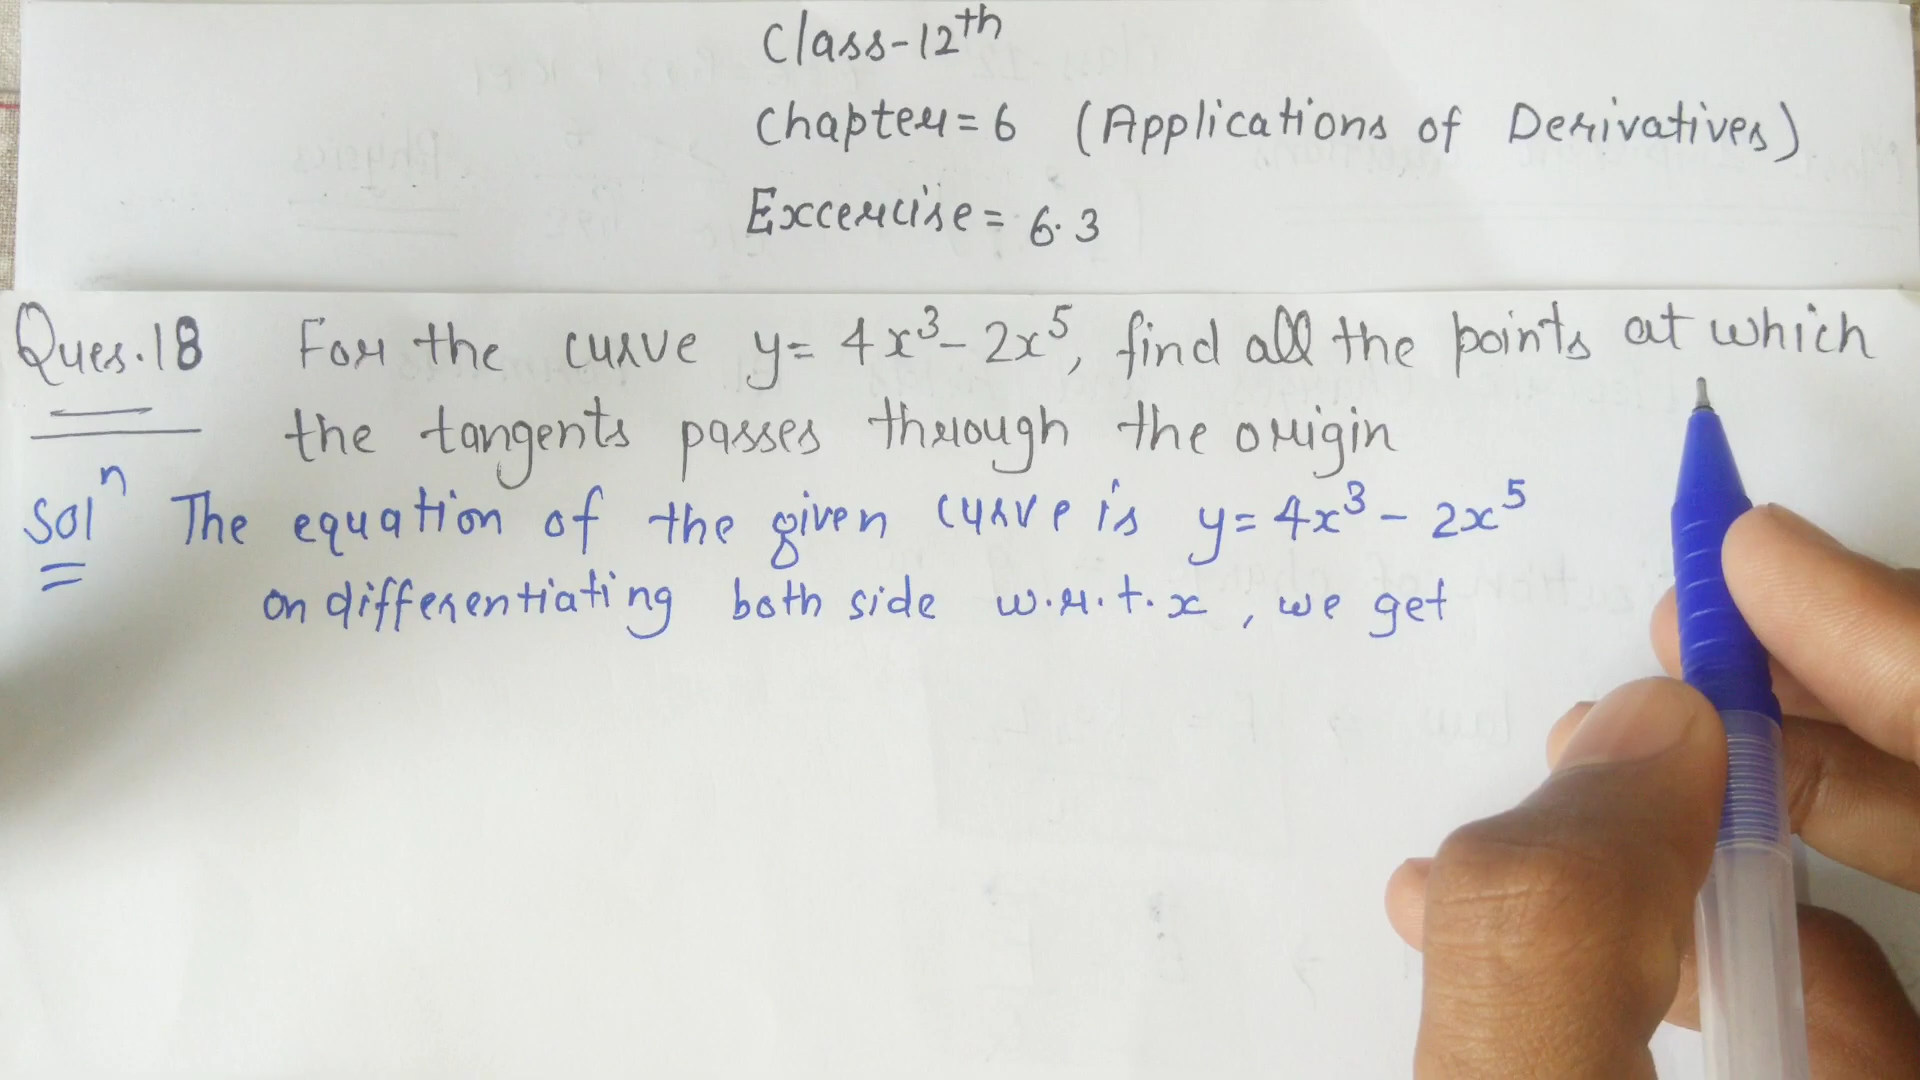 Class-12th
Chapter=6 (Applications of Derivatives)
Excercise= 6.3
Ques.18 For the curve y= 4x³- 2x⁵, find all the points at which
the tangents passes through the origin
Solⁿ The equation of the given curve is y= 4x³- 2x⁵
on differentiating both side w.r.t.x, we get